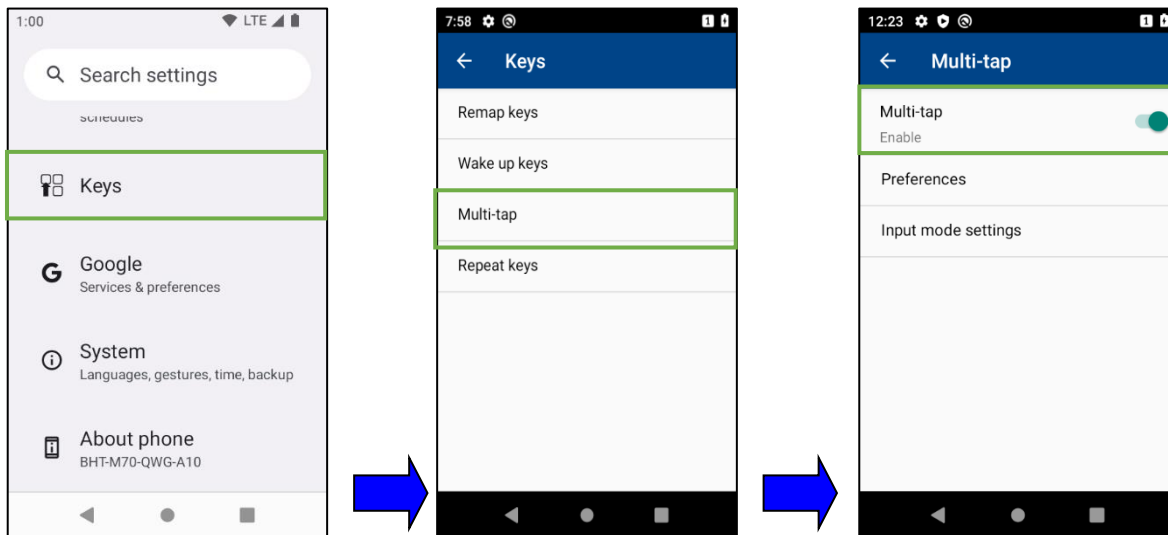 1:00
LTE
Search settings
schedules
Keys
Google
Services & preferences
System
Languages, gestures, time, backup
About phone
BHT-M70-QWG-A10
7:58
1
Keys
Remap keys
Wake up keys
Multi-tap
Repeat keys
12:23
1
Multi-tap
Multi-tap
Enable
Preferences
Input mode settings